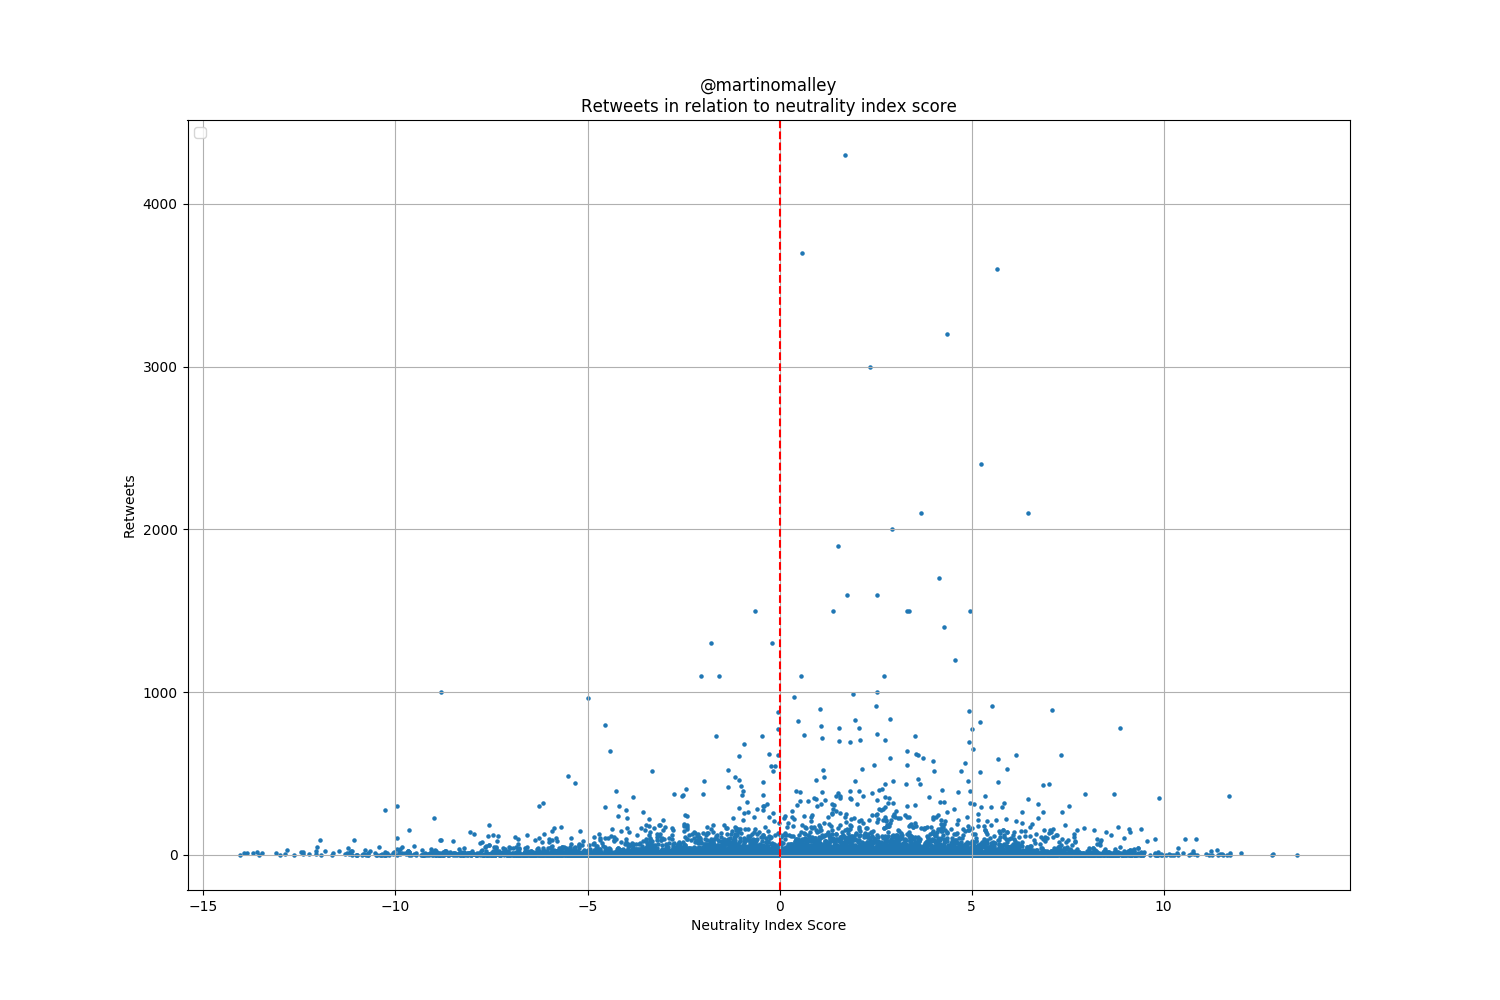 @martinomalley
Retweets in relation to neutrality index score
4000
3000
2000
1000
0
Retweets
−15
−10
−5
0
5
10
Neutrality Index Score